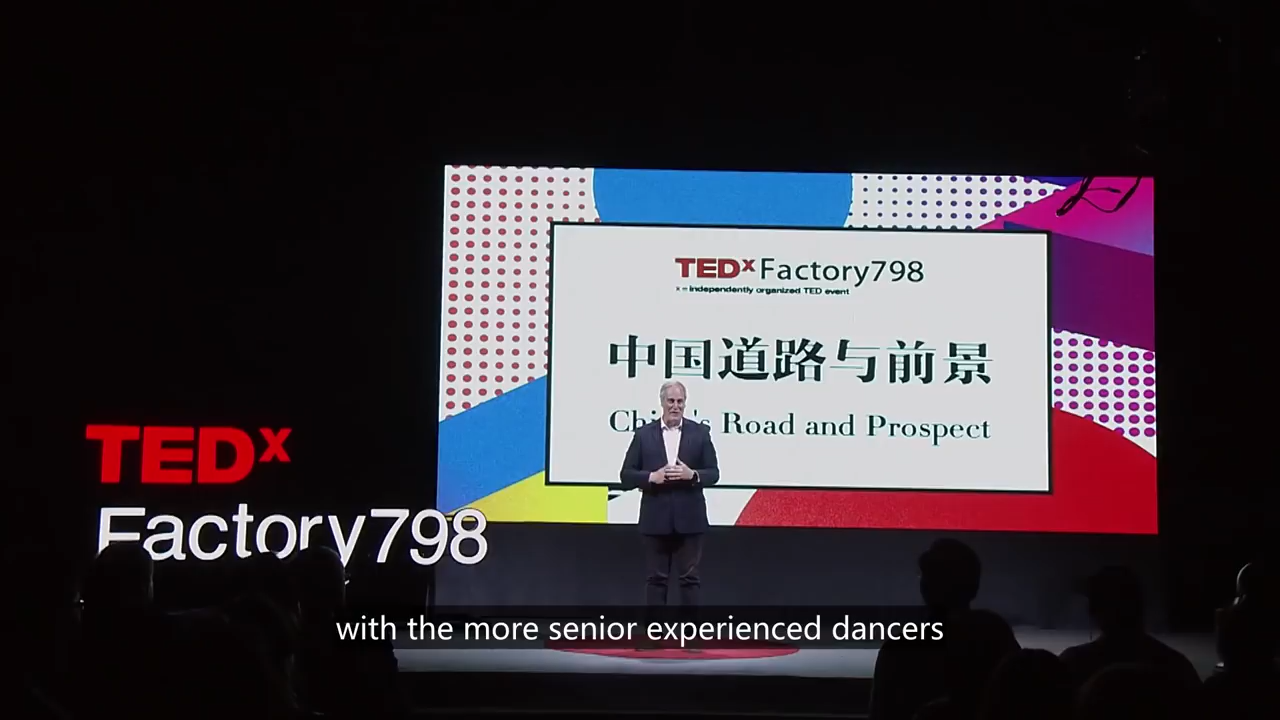 TEDx Factory798
x = independently organized TED event
中国道路与前景
China's Road and Prospect
TEDx
Factory798
with the more senior experienced dancers